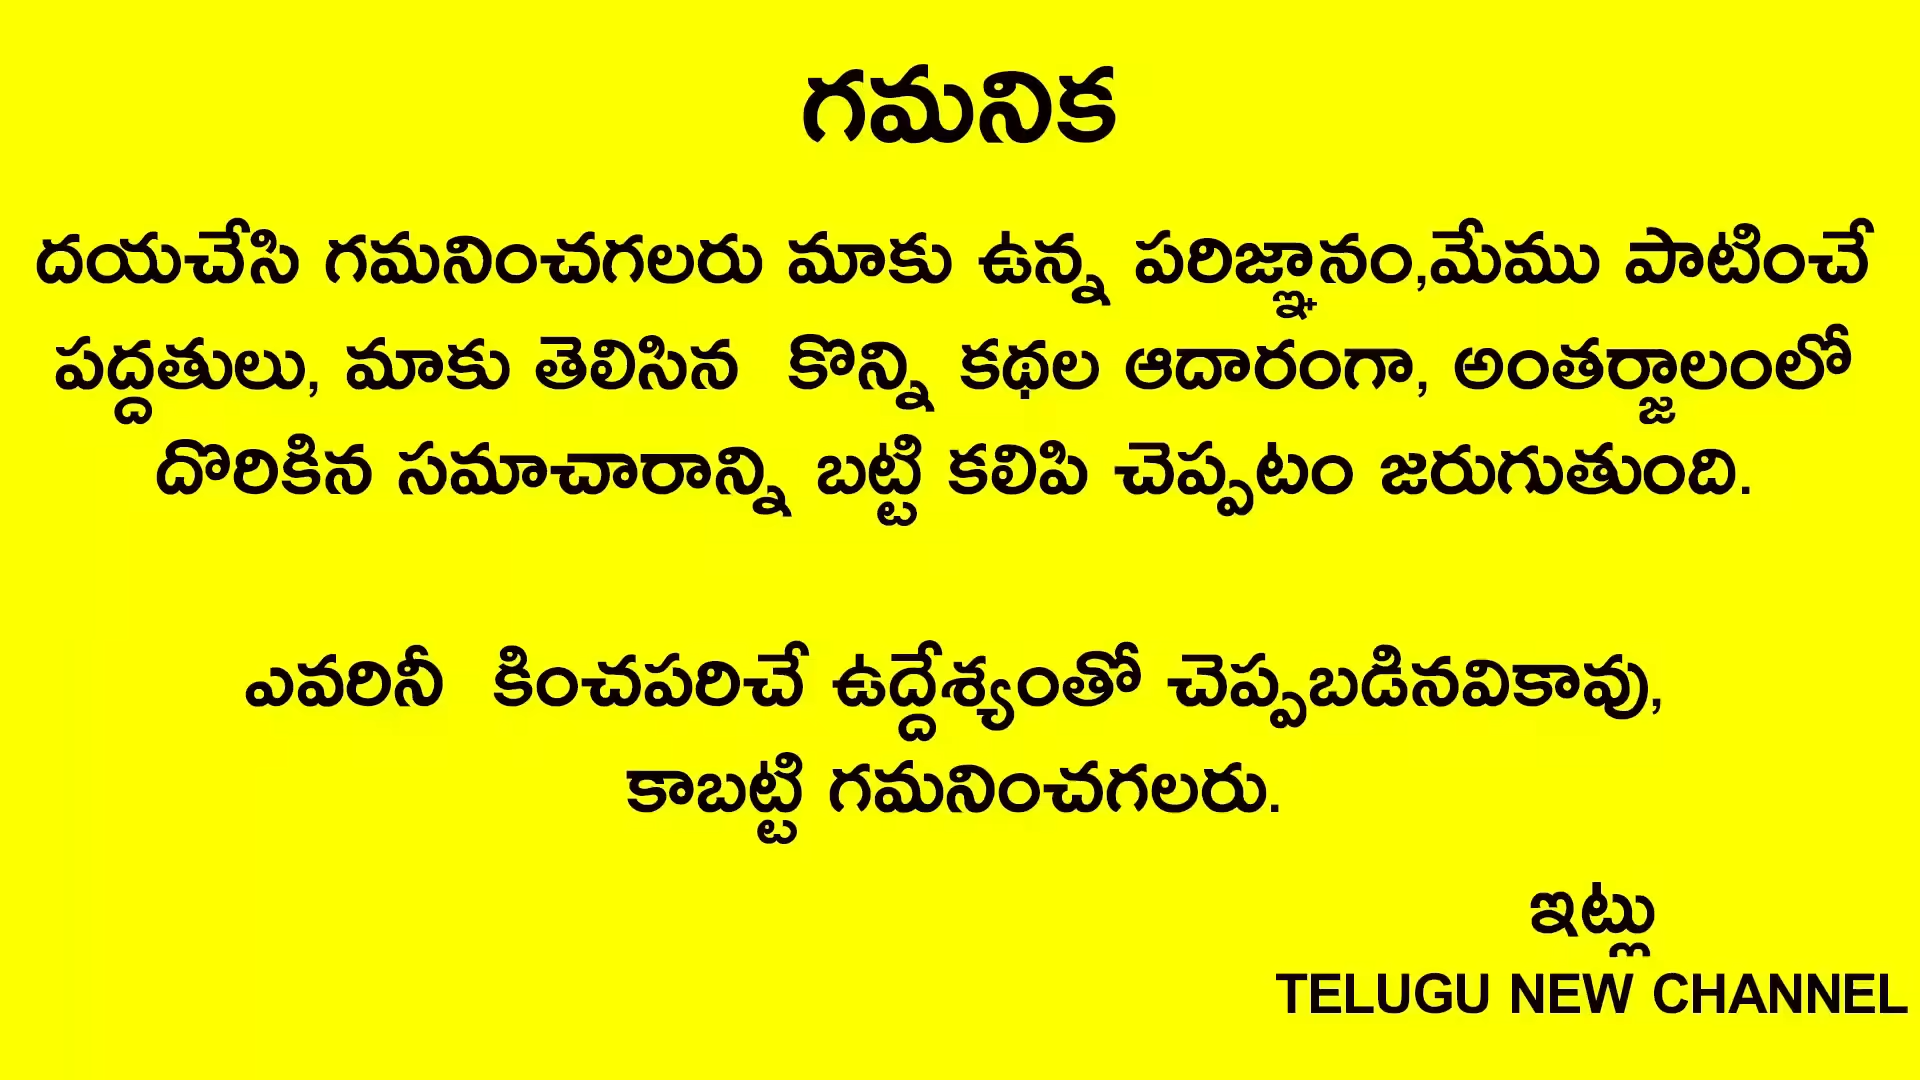 గమనిక
దయచేసి గమనించగలరు మాకు ఉన్న పరిజ్ఞానం,మేము పాటించే
పద్దతులు, మాకు తెలిసిన కొన్ని కథల ఆదారంగా, అంతర్జాలంలో
దొరికిన సమాచారాన్ని బట్టి కలిపి చెప్పటం జరుగుతుంది.
ఎవరినీ కించపరిచే ఉద్దేశ్యంతో చెప్పబడినవికావు,
కాబట్టి గమనించగలరు.
ఇట్లు
TELUGU NEW CHANNEL